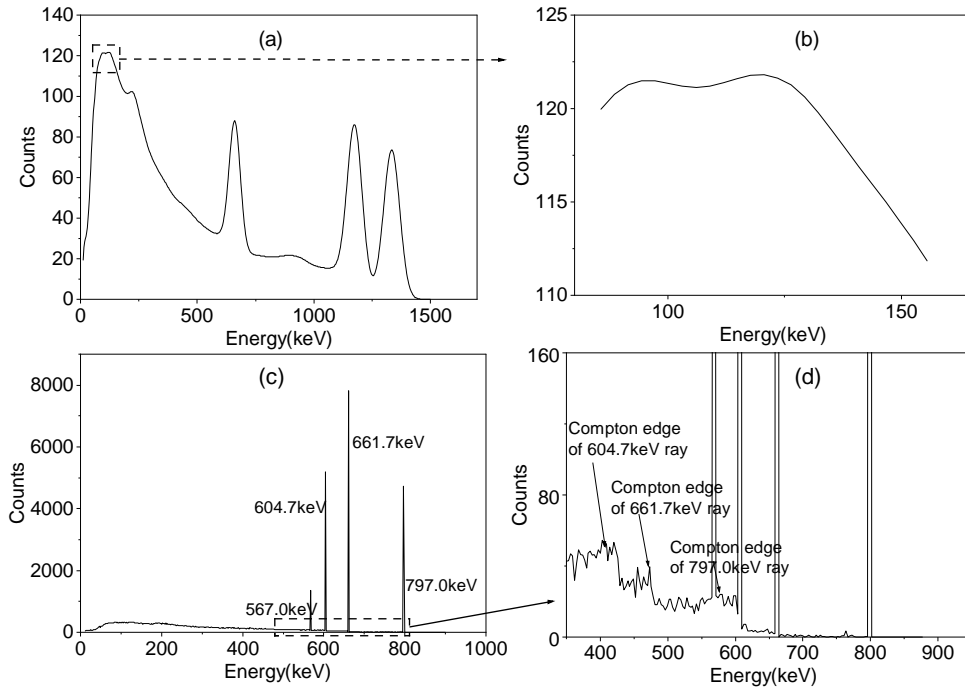 (a)
140
120
100
80
60
40
20
0
Counts
0 500 1000 1500
Energy(keV)
(b)
120
115
110
Counts
100 125 150
Energy(keV)
(c)
8000
6000
4000
2000
0
Counts
661.7keV
604.7keV
797.0keV
567.0keV
0 200 400 600 800 1000
Energy(keV)
(d)
160
80
0
Counts
Compton edge
of 604.7keV ray
Compton edge
of 661.7keV ray
Compton edge
of 797.0keV ray
400 500 600 700 800 900
Energy(keV)